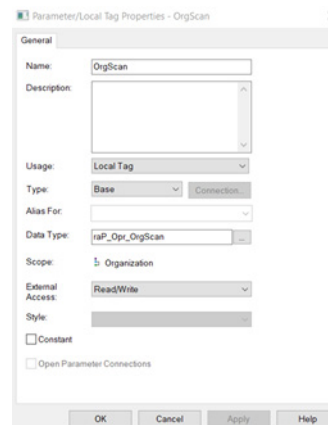 Parameter/Local Tag Properties - OrgScan
General
Name: OrgScan
Description:
Usage: Local Tag
Type: Base Connection...
Alias For:
Data Type: raP_Opr_OrgScan ...
Scope: Organization
External Access: Read/Write
Style:
Constant
Open Parameter Connections
OK Cancel Apply Help